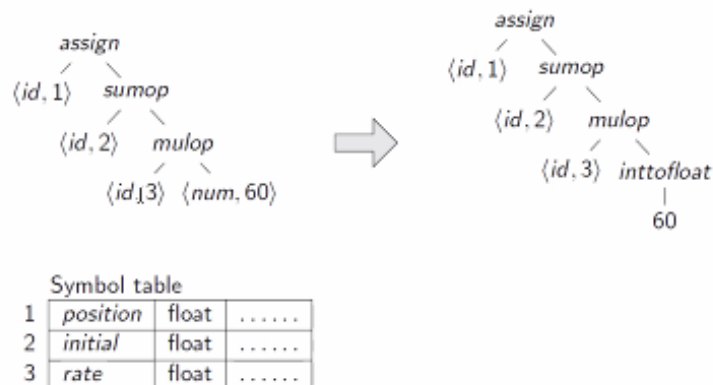 assign
⟨id, 1⟩ sumop
⟨id, 2⟩ mulop
⟨id, 3⟩ ⟨num, 60⟩
assign
⟨id, 1⟩ sumop
⟨id, 2⟩ mulop
⟨id, 3⟩ inttofloat
60
Symbol table
1 position float ......
2 initial float ......
3 rate float ......